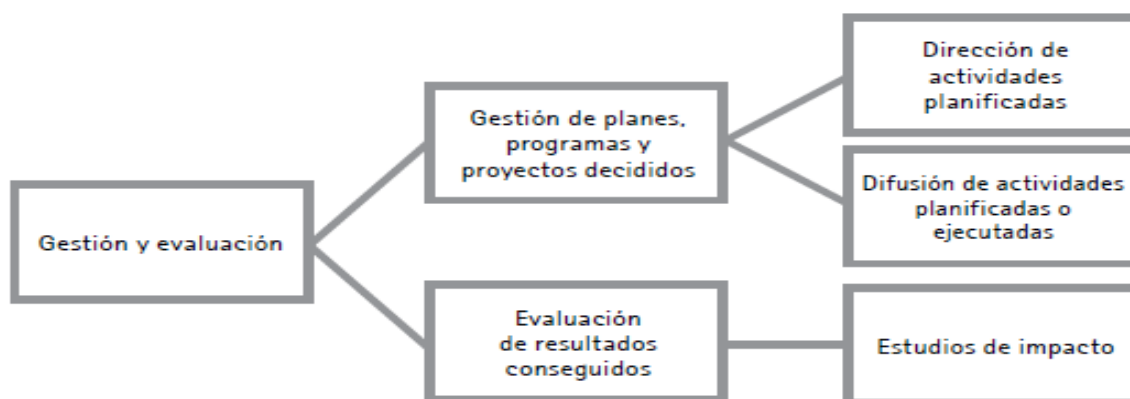 Gestión y evaluación
Gestión de planes,
programas y
proyectos decididos
Dirección de
actividades
planificadas
Difusión de actividades
planificadas o
ejecutadas
Evaluación
de resultados
conseguidos
Estudios de impacto